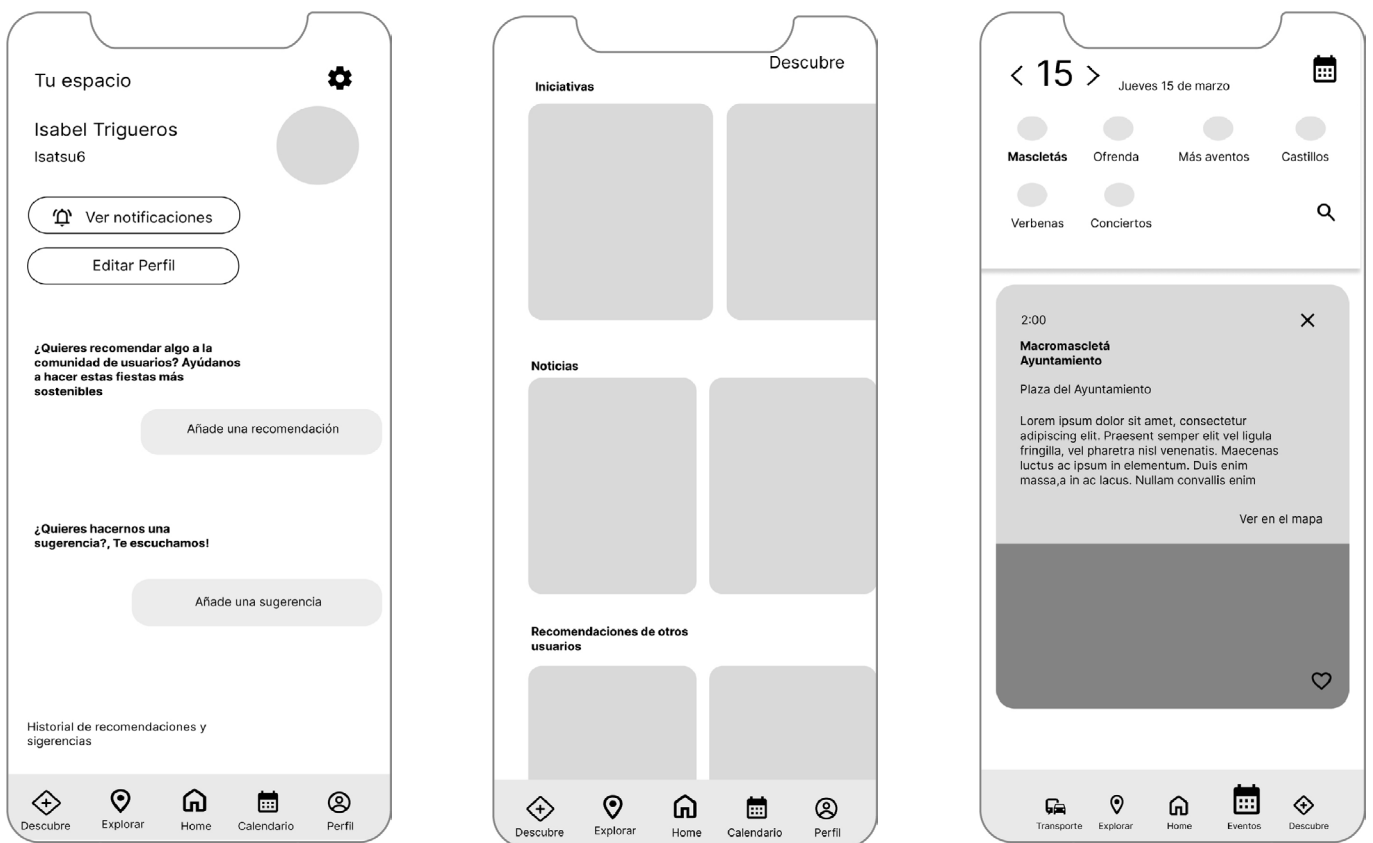 Tu espacio
Isabel Trigueros
Isatsu6
Ver notificaciones
Editar Perfil
¿Quieres recomendar algo a la
comunidad de usuarios? Ayúdanos
a hacer estas fiestas más
sostenibles
Añade una recomendación
¿Quieres hacernos una
sugerencia?, Te escuchamos!
Añade una sugerencia
Historial de recomendaciones y
sigerencias
Descubre Explorar Home Calendario Perfil
Descubre
Iniciativas
Noticias
Recomendaciones de otros
usuarios
Descubre Explorar Home Calendario Perfil
< 15 > Jueves 15 de marzo
Mascletás Ofrenda Más aventos Castillos
Verbenas Conciertos
2:00
Macromascletá
Ayuntamiento
Plaza del Ayuntamiento
Lorem ipsum dolor sit amet, consectetur
adipiscing elit. Praesent semper elit vel ligula
fringilla, vel pharetra nisl venenatis. Maecenas
luctus ac ipsum in elementum. Duis enim
massa,a in ac lacus. Nullam convallis enim
Ver en el mapa
Transporte Explorar Home Eventos Descubre